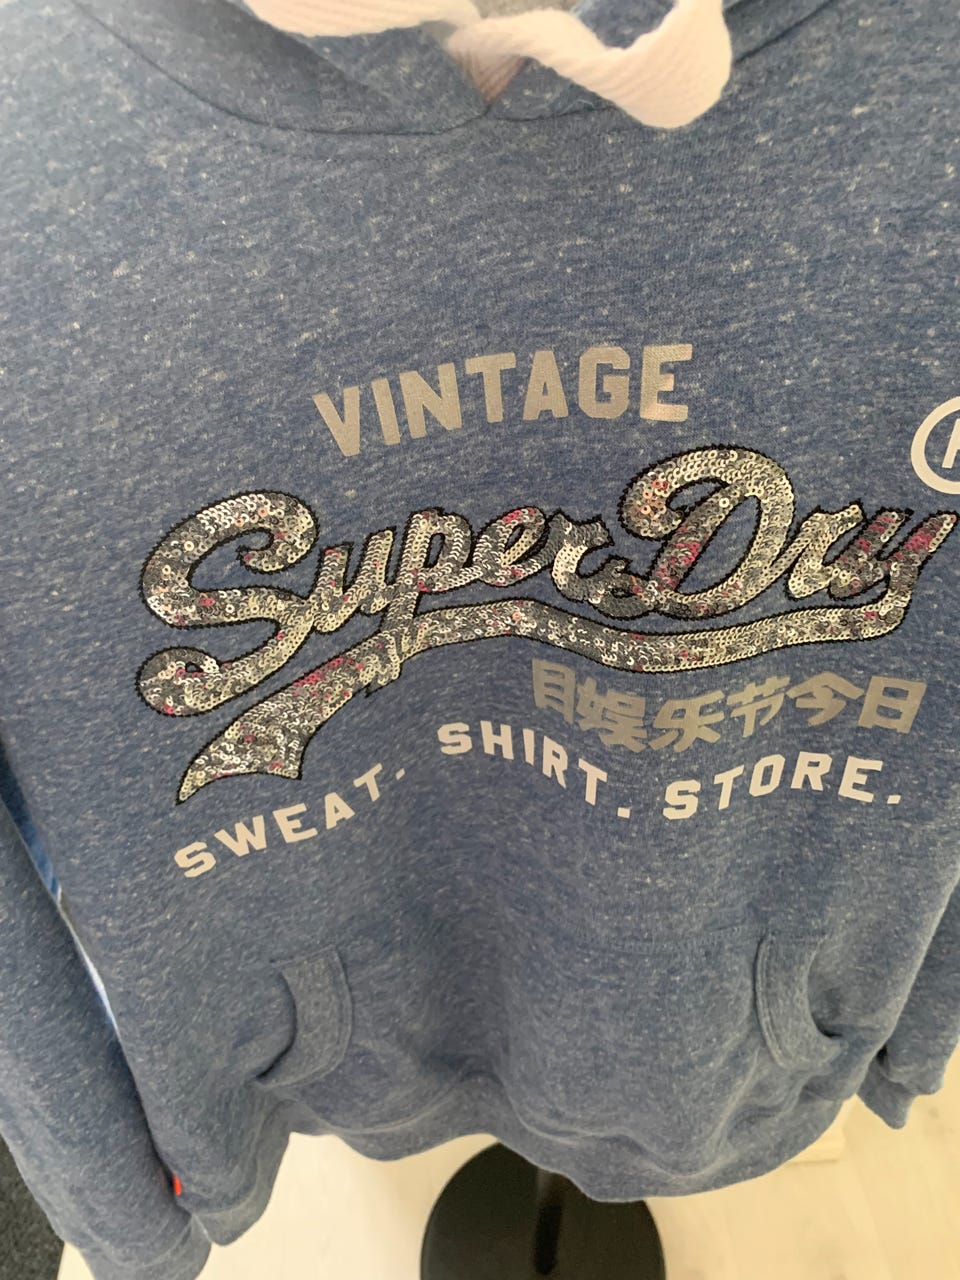 VINTAGE
SuperDry
目娱乐节今日
SWEAT. SHIRT. STORE.